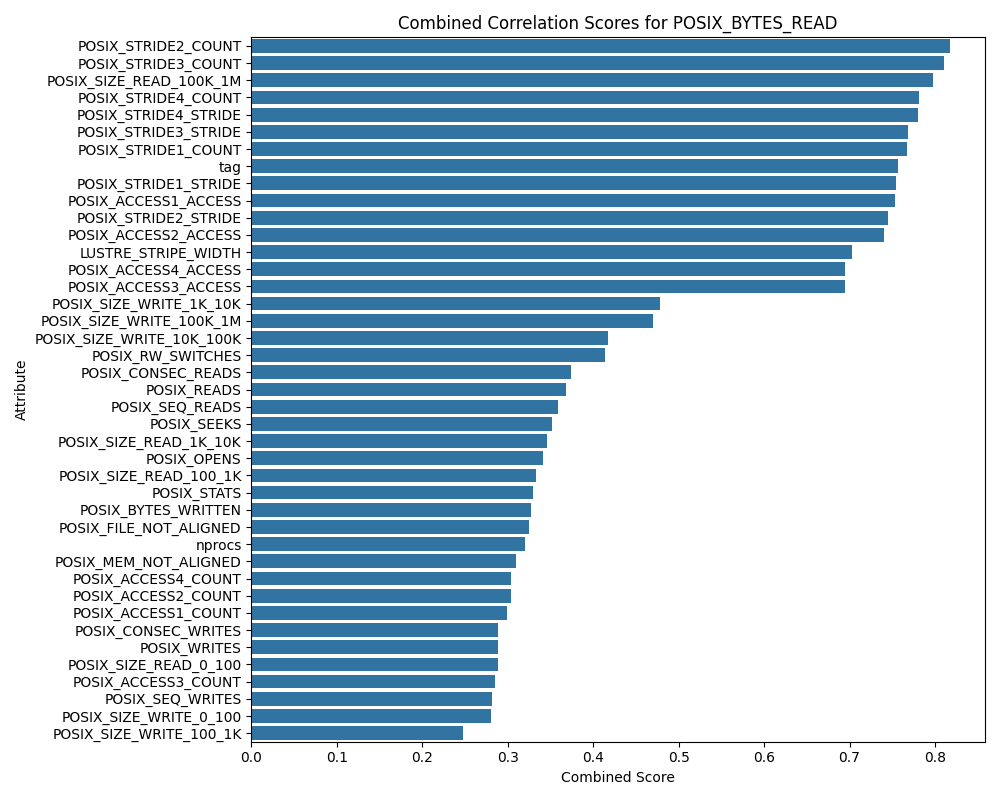 Combined Correlation Scores for POSIX_BYTES_READ
POSIX_STRIDE2_COUNT
POSIX_STRIDE3_COUNT
POSIX_SIZE_READ_100K_1M
POSIX_STRIDE4_COUNT
POSIX_STRIDE4_STRIDE
POSIX_STRIDE3_STRIDE
POSIX_STRIDE1_COUNT
tag
POSIX_STRIDE1_STRIDE
POSIX_ACCESS1_ACCESS
POSIX_STRIDE2_STRIDE
POSIX_ACCESS2_ACCESS
LUSTRE_STRIPE_WIDTH
POSIX_ACCESS4_ACCESS
POSIX_ACCESS3_ACCESS
POSIX_SIZE_WRITE_1K_10K
POSIX_SIZE_WRITE_100K_1M
POSIX_SIZE_WRITE_10K_100K
POSIX_RW_SWITCHES
POSIX_CONSEC_READS
POSIX_READS
POSIX_SEQ_READS
POSIX_SEEKS
POSIX_SIZE_READ_1K_10K
POSIX_OPENS
POSIX_SIZE_READ_100_1K
POSIX_STATS
POSIX_BYTES_WRITTEN
POSIX_FILE_NOT_ALIGNED
nprocs
POSIX_MEM_NOT_ALIGNED
POSIX_ACCESS4_COUNT
POSIX_ACCESS2_COUNT
POSIX_ACCESS1_COUNT
POSIX_CONSEC_WRITES
POSIX_WRITES
POSIX_SIZE_READ_0_100
POSIX_ACCESS3_COUNT
POSIX_SEQ_WRITES
POSIX_SIZE_WRITE_0_100
POSIX_SIZE_WRITE_100_1K
Attribute
0.0 0.1 0.2 0.3 0.4 0.5 0.6 0.7 0.8
Combined Score